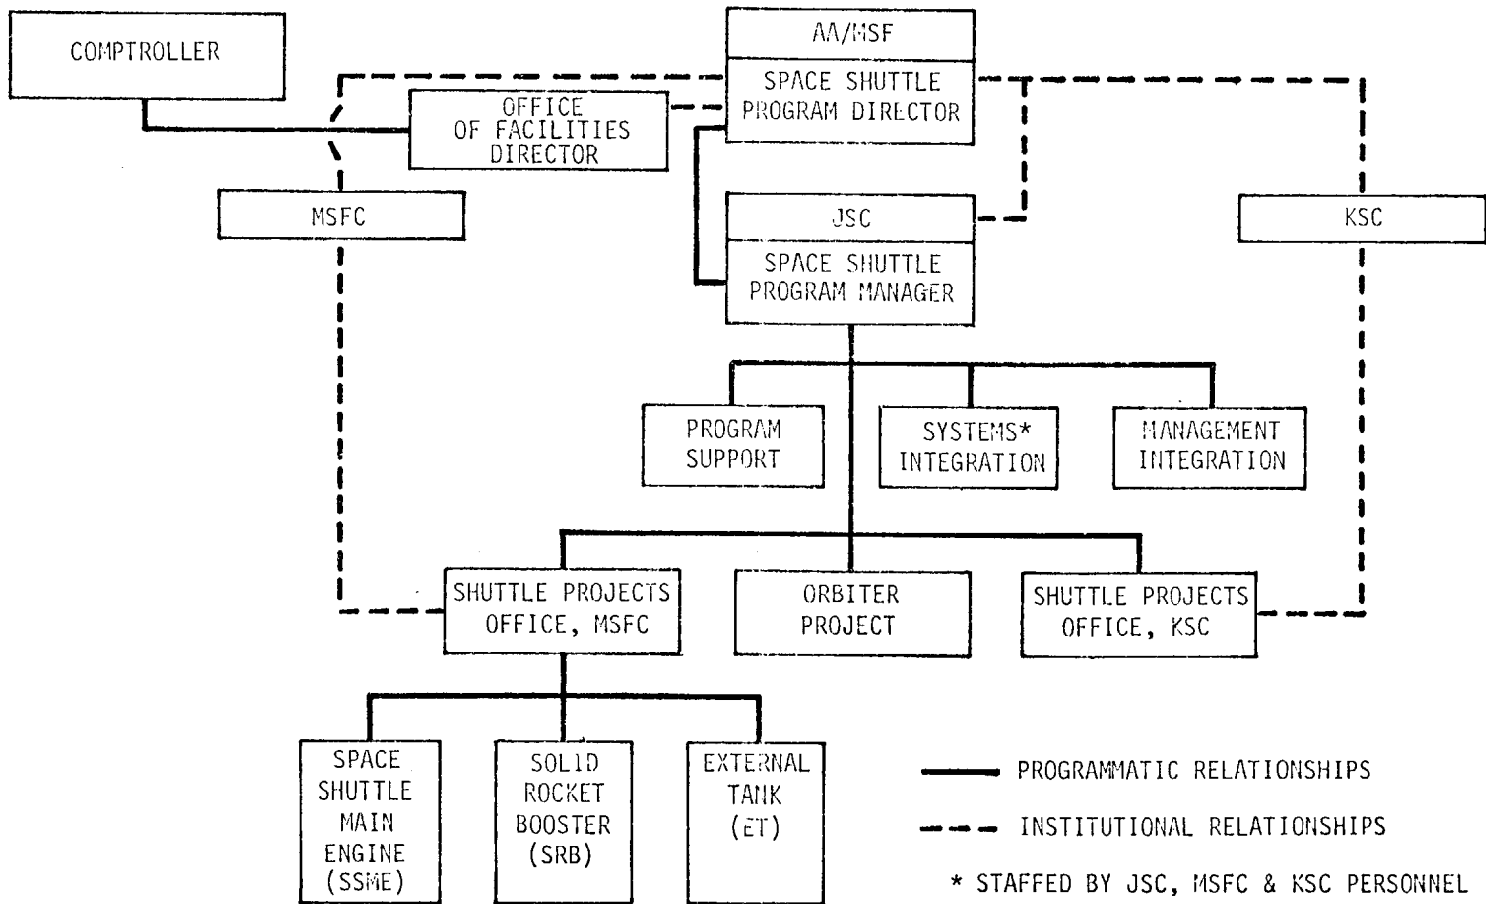 COMPTROLLER
AA/MSF
SPACE SHUTTLE
PROGRAM DIRECTOR
OFFICE
OF FACILITIES
DIRECTOR
MSFC
JSC
KSC
SPACE SHUTTLE
PROGRAM MANAGER
PROGRAM
SUPPORT
SYSTEMS*
INTEGRATION
MANAGEMENT
INTEGRATION
SHUTTLE PROJECTS
OFFICE, MSFC
ORBITER
PROJECT
SHUTTLE PROJECTS
OFFICE, KSC
SPACE
SHUTTLE
MAIN
ENGINE
(SSME)
SOLID
ROCKET
BOOSTER
(SRB)
EXTERNAL
TANK
(ET)
PROGRAMMATIC RELATIONSHIPS
INSTITUTIONAL RELATIONSHIPS
* STAFFED BY JSC, MSFC & KSC PERSONNEL